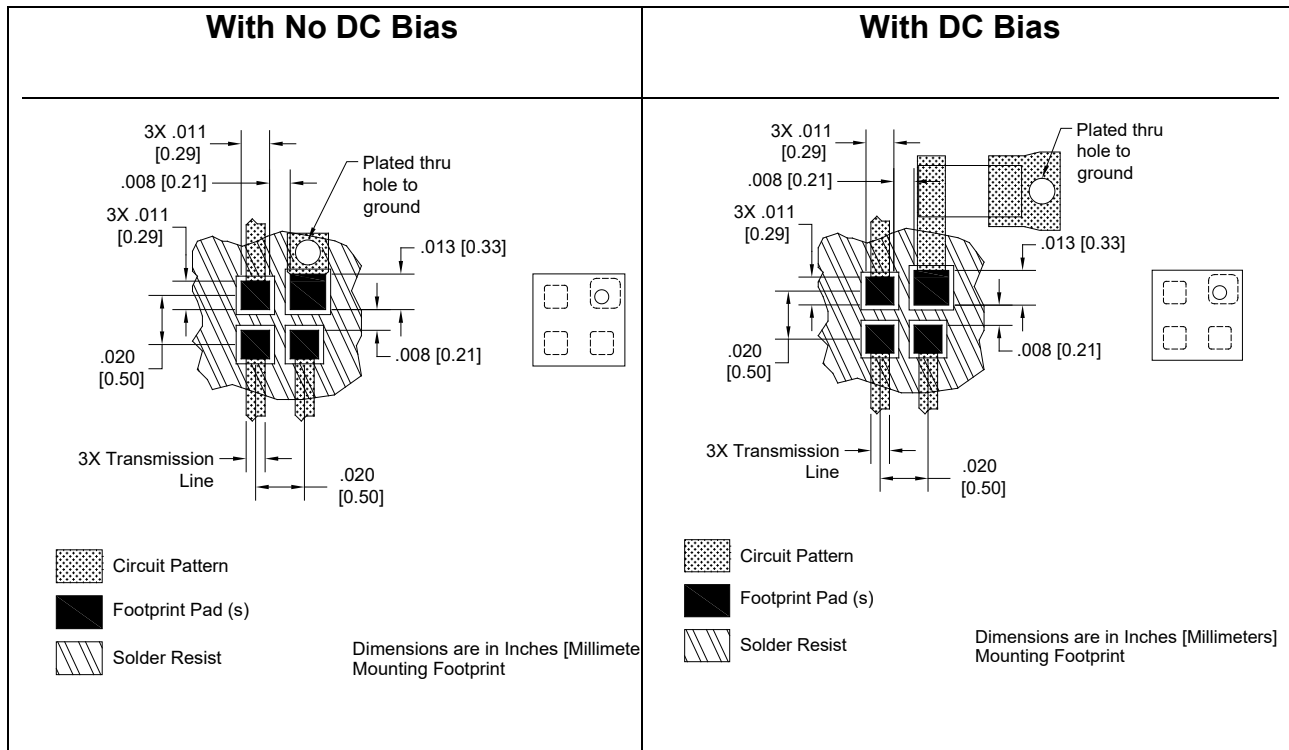 With No DC Bias
3X .011
[0.29]
.008 [0.21]
3X .011
[0.29]
Plated thru
hole to
ground
.013 [0.33]
.020
[0.50]
.008 [0.21]
3X Transmission
Line
.020
[0.50]
Circuit Pattern
Footprint Pad (s)
Solder Resist
Dimensions are in Inches [Millimete
Mounting Footprint
With DC Bias
3X .011
[0.29]
.008 [0.21]
3X .011
[0.29]
Plated thru
hole to
ground
.013 [0.33]
.020
[0.50]
.008 [0.21]
3X Transmission
Line
.020
[0.50]
Circuit Pattern
Footprint Pad (s)
Solder Resist
Dimensions are in Inches [Millimeters]
Mounting Footprint